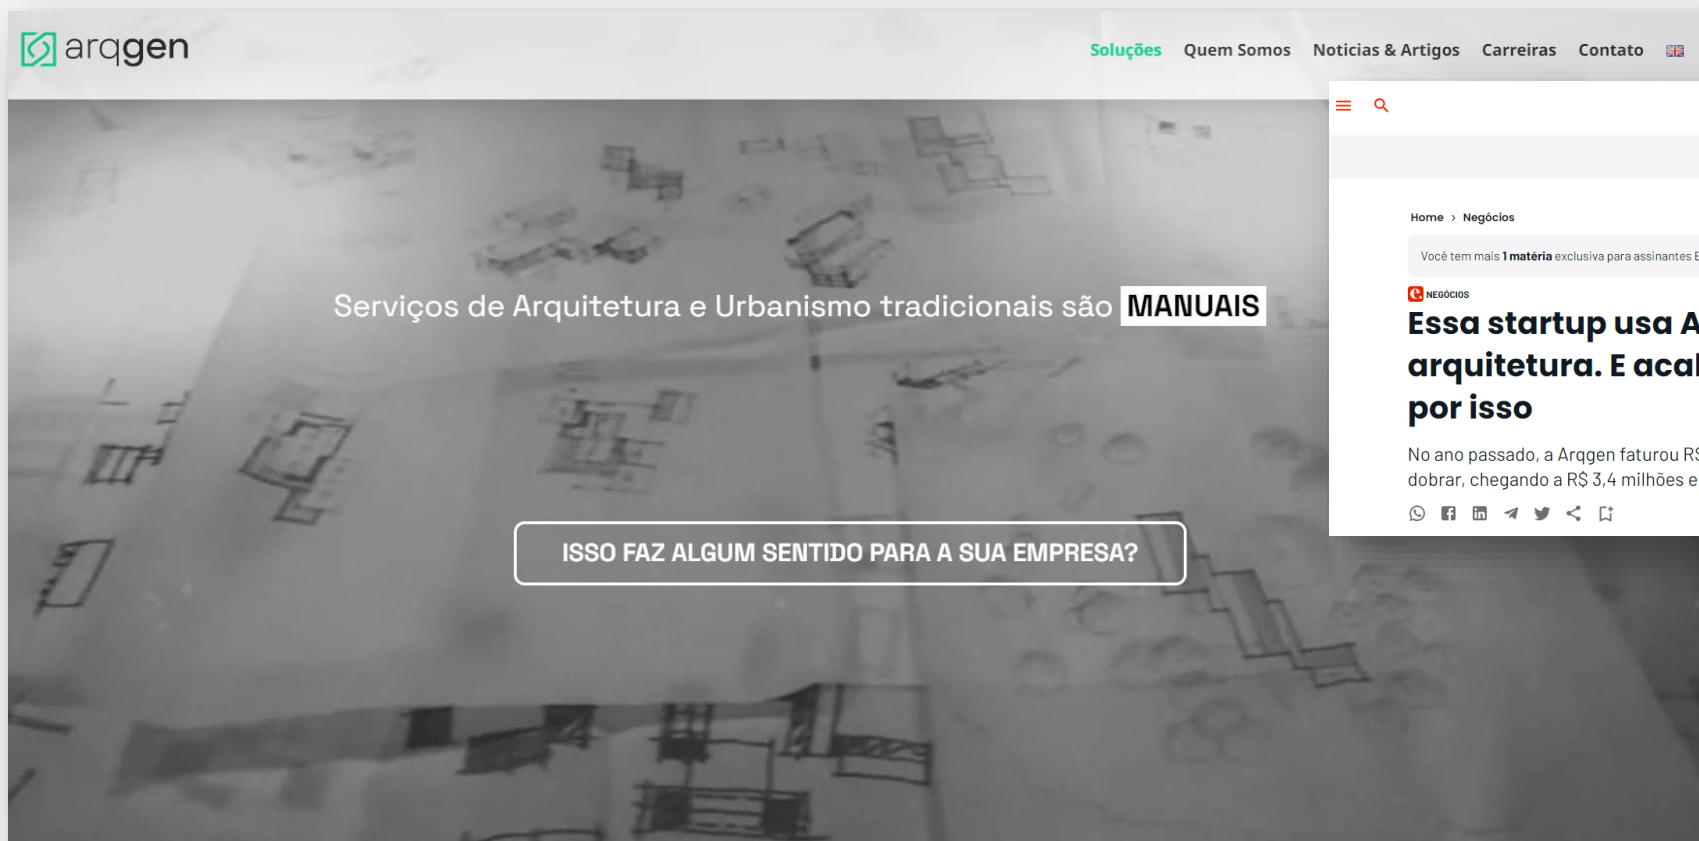 arqgen
Soluções Quem Somos Noticias & Artigos Carreiras Contato
Serviços de Arquitetura e Urbanismo tradicionais são MANUAIS
ISSO FAZ ALGUM SENTIDO PARA A SUA EMPRESA?
Home › Negócios
Você tem mais 1 matéria exclusiva para assinantes E
NEGÓCIOS
Essa startup usa A
arquitetura. E aca
por isso
No ano passado, a Arqgen faturou R$
dobrar, chegando a R$ 3,4 milhões e